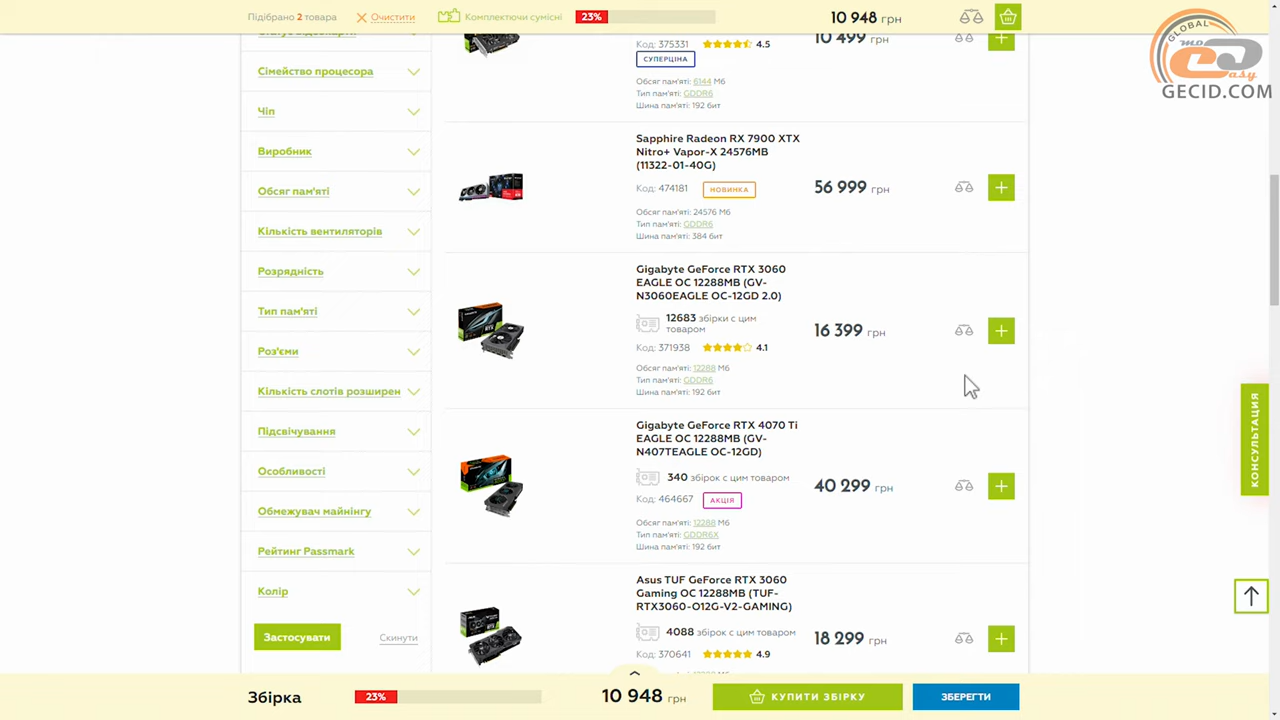 Підібрано 2 товара
Очистити
Комплектючи сумісні
23%
10 948 грн
GLOBAL
mo
easy
GECID.COM
Сімейство процесора
Чіп
Виробник
Обсяг пам'яті
Кількість вентиляторів
Розрядність
Тип пам'яті
Роз'єми
Кількість слотів розширен
Підсвічування
Особливості
Обмежувач майнінгу
Рейтинг Passmark
Колір
Застосувати
Скинути
10 499 грн
Код: 375331
4.5
СУПЕРЦІНА
Обсяг пам'яті: 6144 Мб
Тип пам'яті: GDDR6
Шина пам'яті: 192 бит
Sapphire Radeon RX 7900 XTX
Nitro+ Vapor-X 24576MB
(11322-01-40G)
Код: 474181
НОВИНКА
56 999 грн
Обсяг пам'яті: 24576 Мб
Тип пам'яті: GDDR6
Шина пам'яті: 384 бит
Gigabyte GeForce RTX 3060
EAGLE OC 12288MB (GV-
N3060EAGLE OC-12GD 2.0)
12683 збірки с цим
товаром
16 399 грн
Код: 371938
4.1
Обсяг пам'яті: 12288 Мб
Тип пам'яті: GDDR6
Шина пам'яті: 192 бит
Gigabyte GeForce RTX 4070 Ti
EAGLE OC 12288MB (GV-
N407TEAGLE OC-12GD)
340 збірок с цим товаром
40 299 грн
Код: 464667
АКЦІЯ
Обсяг пам'яті: 12288 Мб
Тип пам'яті: GDDR6X
Шина пам'яті: 192 бит
Asus TUF GeForce RTX 3060
Gaming OC 12288MB (TUF-
RTX3060-O12G-V2-GAMING)
4088 збірок с цим товаром
18 299 грн
Код: 370641
4.9
КОНСУЛЬТАЦИЯ
Збірка
23%
10 948 грн
КУПИТИ ЗБІРКУ
ЗБЕРЕГТИ